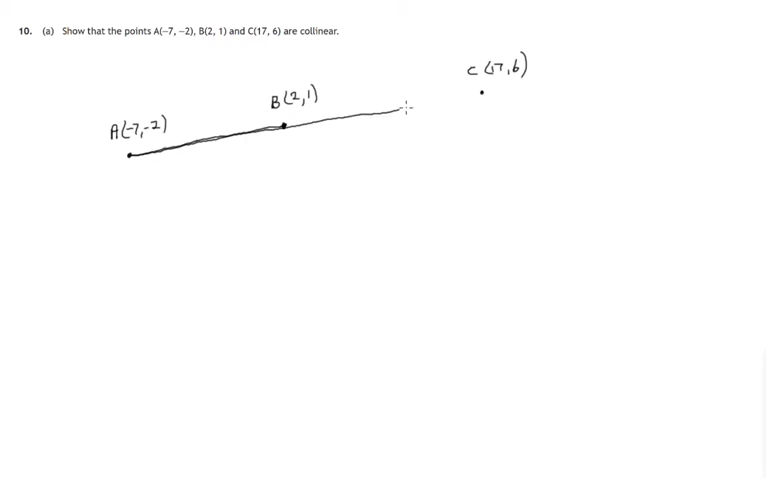 10. (a) Show that the points A(−7, −2), B(2, 1) and C(17, 6) are collinear.
C (17,6)
B(2,1)
A(-7,-2)